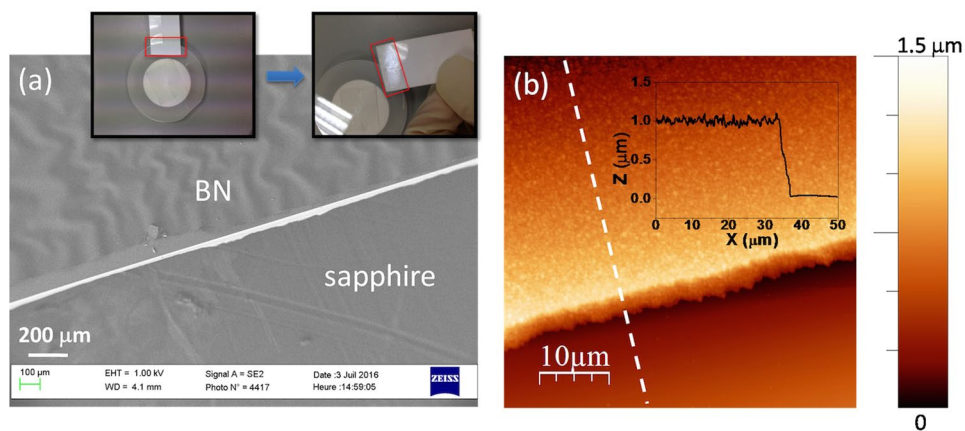 (a)
BN
sapphire
200 μm
100 μm
EHT = 1.00 kV
WD = 4.1 mm
Signal A = SE2
Photo N° = 4417
Date :3 Juil 2016
Heure :14:59:05
ZEISS
(b)
1.5
1.0
0.5
0.0
Z (μm)
0 10 20 30 40 50
X (μm)
10μm
1.5 μm
0